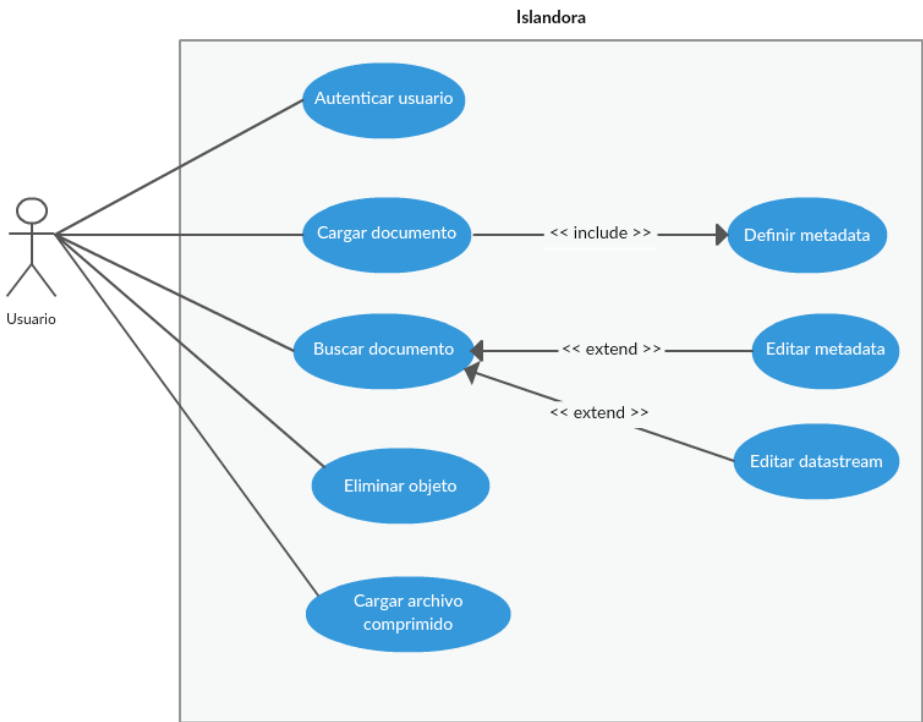 Islandora
Autenticar usuario
Cargar documento
<< include >>
Definir metadata
Usuario
Buscar documento
<< extend >>
Editar metadata
<< extend >>
Editar datastream
Eliminar objeto
Cargar archivo
comprimido